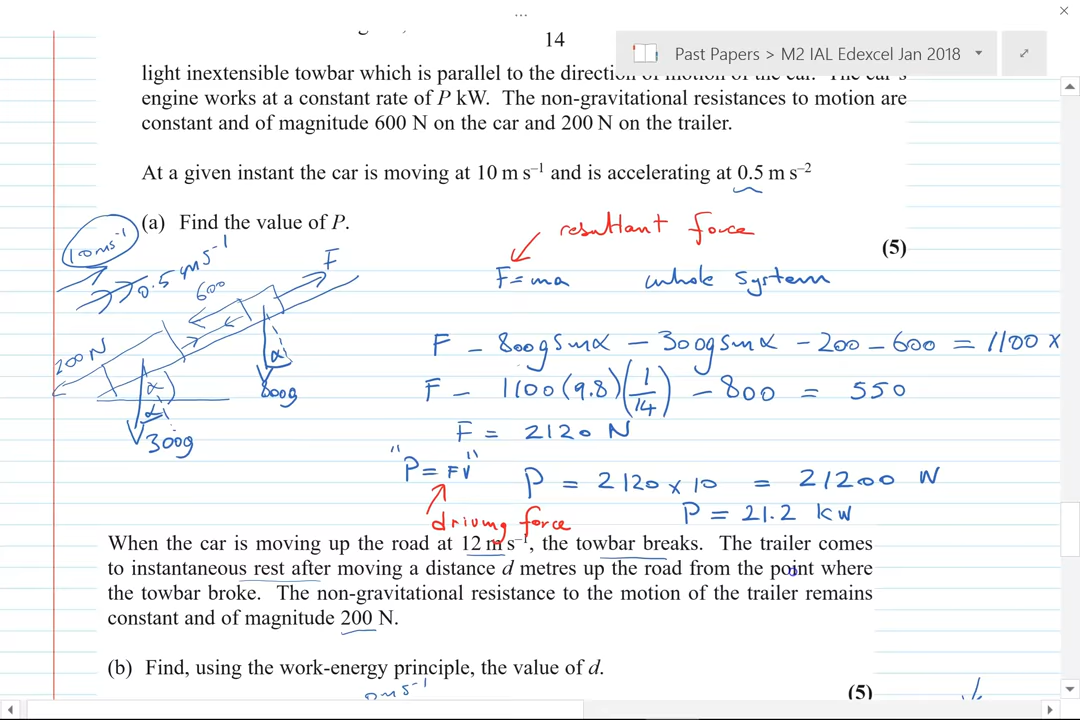 ...
14
Past Papers > M2 IAL Edexcel Jan 2018
light inextensible towbar which is parallel to the direction of motion of the car. The car's
engine works at a constant rate of P kW. The non-gravitational resistances to motion are
constant and of magnitude 600 N on the car and 200 N on the trailer.
At a given instant the car is moving at 10 m s⁻¹ and is accelerating at 0.5 m s⁻²
(a) Find the value of P.
(5)
resultant force
F = ma whole system
10 ms⁻¹
0.5 ms⁻¹
600
F
200 N
α
α
α
800g
300g
F - 800g sin α - 300g sin α - 200 - 600 = 1100 ×
F - 1100 (9.8) (1/14) - 800 = 550
F = 2120 N
"P = FV" P = 2120 × 10 = 21200 W
P = 21.2 kW
driving force
When the car is moving up the road at 12 m s⁻¹, the towbar breaks. The trailer comes
to instantaneous rest after moving a distance d metres up the road from the point where
the towbar broke. The non-gravitational resistance to the motion of the trailer remains
constant and of magnitude 200 N.
(b) Find, using the work-energy principle, the value of d.
0 ms⁻¹
(5)